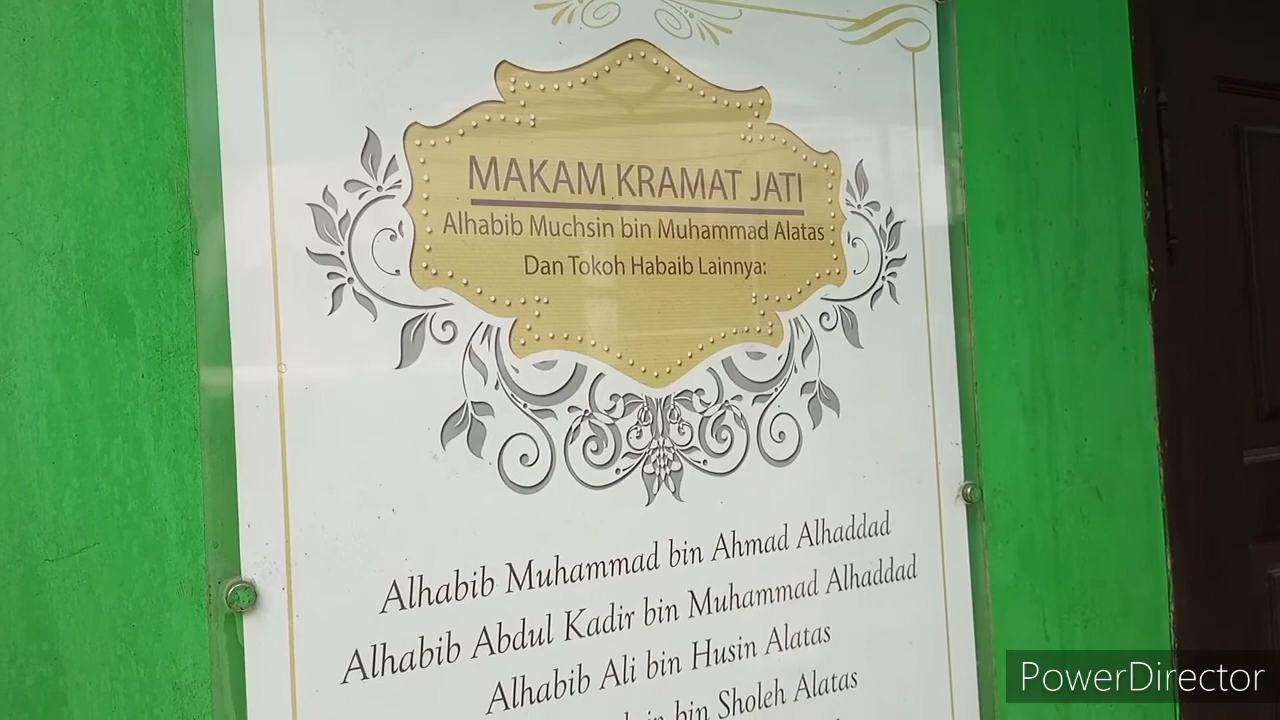 MAKAM KRAMAT JATI
Alhabib Muchsin bin Muhammad Alatas
Dan Tokoh Habaib Lainnya:
Alhabib Muhammad bin Ahmad Alhaddad
Alhabib Abdul Kadir bin Muhammad Alhaddad
Alhabib Ali bin Husin Alatas
bin Sholeh Alatas
PowerDirector